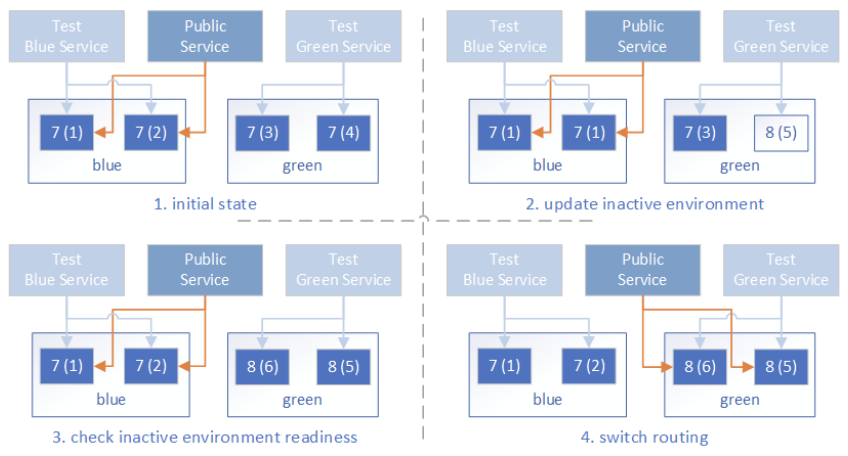 Test
Blue Service
Public
Service
Test
Green Service
7 (1)
7 (2)
7 (3)
7 (4)
blue
green
1. initial state
Test
Blue Service
Public
Service
Test
Green Service
7 (1)
7 (1)
7 (3)
8 (5)
blue
green
2. update inactive environment
Test
Blue Service
Public
Service
Test
Green Service
7 (1)
7 (2)
8 (6)
8 (5)
blue
green
3. check inactive environment readiness
Test
Blue Service
Public
Service
Test
Green Service
7 (1)
7 (2)
8 (6)
8 (5)
blue
green
4. switch routing